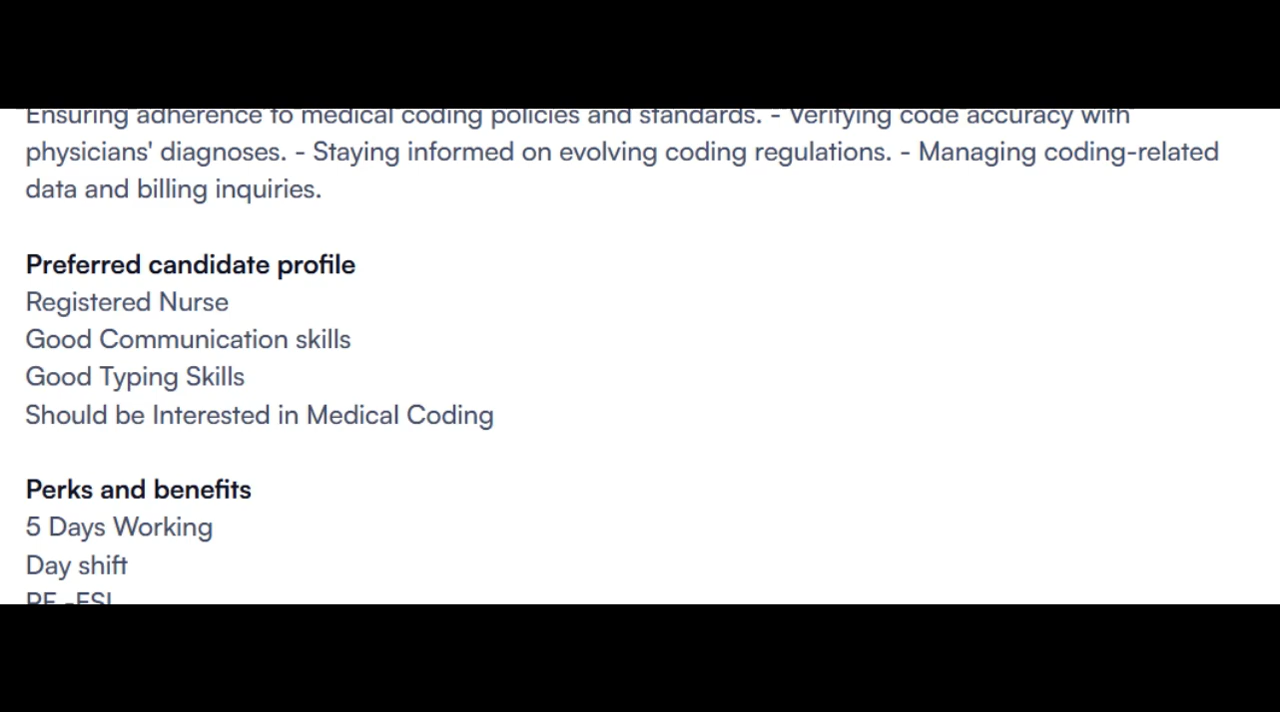 Ensuring adherence to medical coding policies and standards. - Verifying code accuracy with
physicians' diagnoses. - Staying informed on evolving coding regulations. - Managing coding-related
data and billing inquiries.
Preferred candidate profile
Registered Nurse
Good Communication skills
Good Typing Skills
Should be Interested in Medical Coding
Perks and benefits
5 Days Working
Day shift